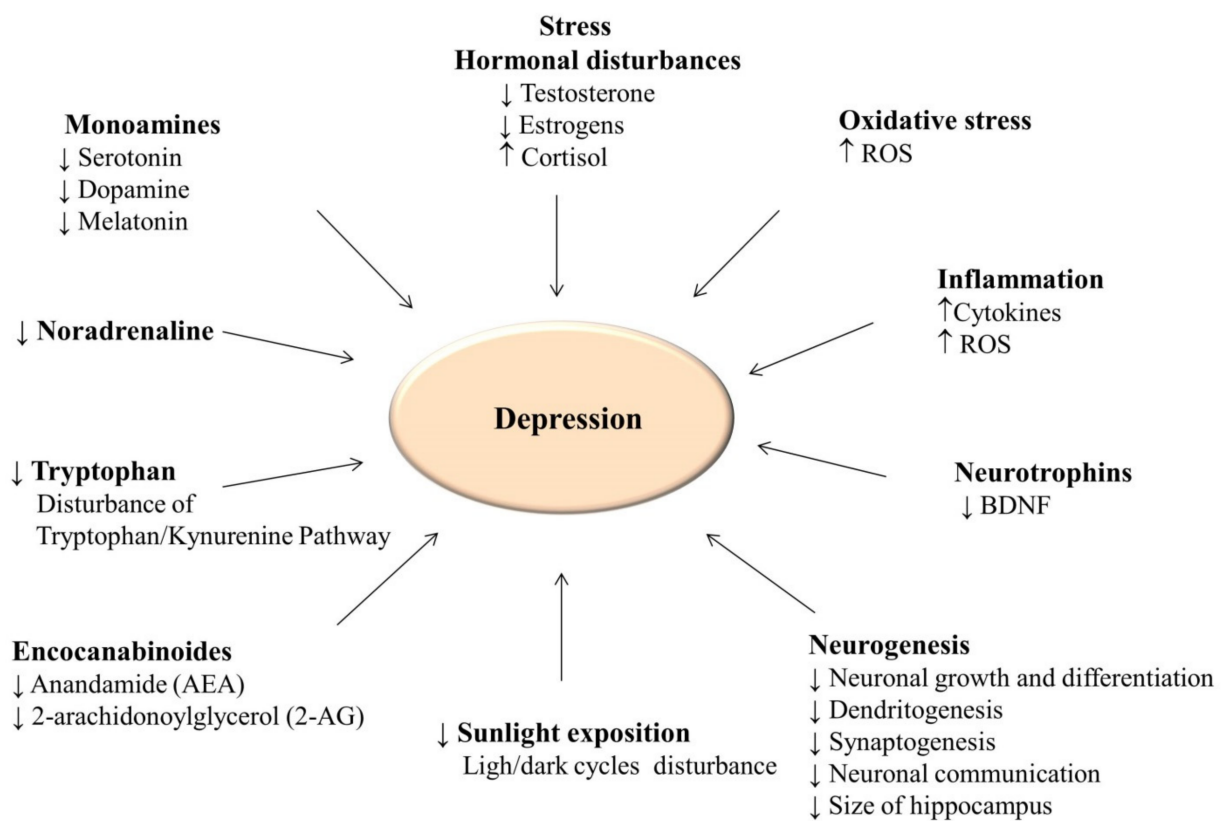 Stress
Hormonal disturbances
↓ Testosterone
↓ Estrogens
↑ Cortisol
Monoamines
↓ Serotonin
↓ Dopamine
↓ Melatonin
Oxidative stress
↑ ROS
↓ Noradrenaline
Inflammation
↑Cytokines
↑ ROS
Depression
↓ Tryptophan
Disturbance of
Tryptophan/Kynurenine Pathway
Neurotrophins
↓ BDNF
Encocanabinoides
↓ Anandamide (AEA)
↓ 2-arachidonoylglycerol (2-AG)
↓ Sunlight exposition
Ligh/dark cycles disturbance
Neurogenesis
↓ Neuronal growth and differentiation
↓ Dendritogenesis
↓ Synaptogenesis
↓ Neuronal communication
↓ Size of hippocampus